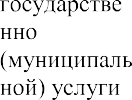 государстве
нно
(муниципаль
ной) услуги